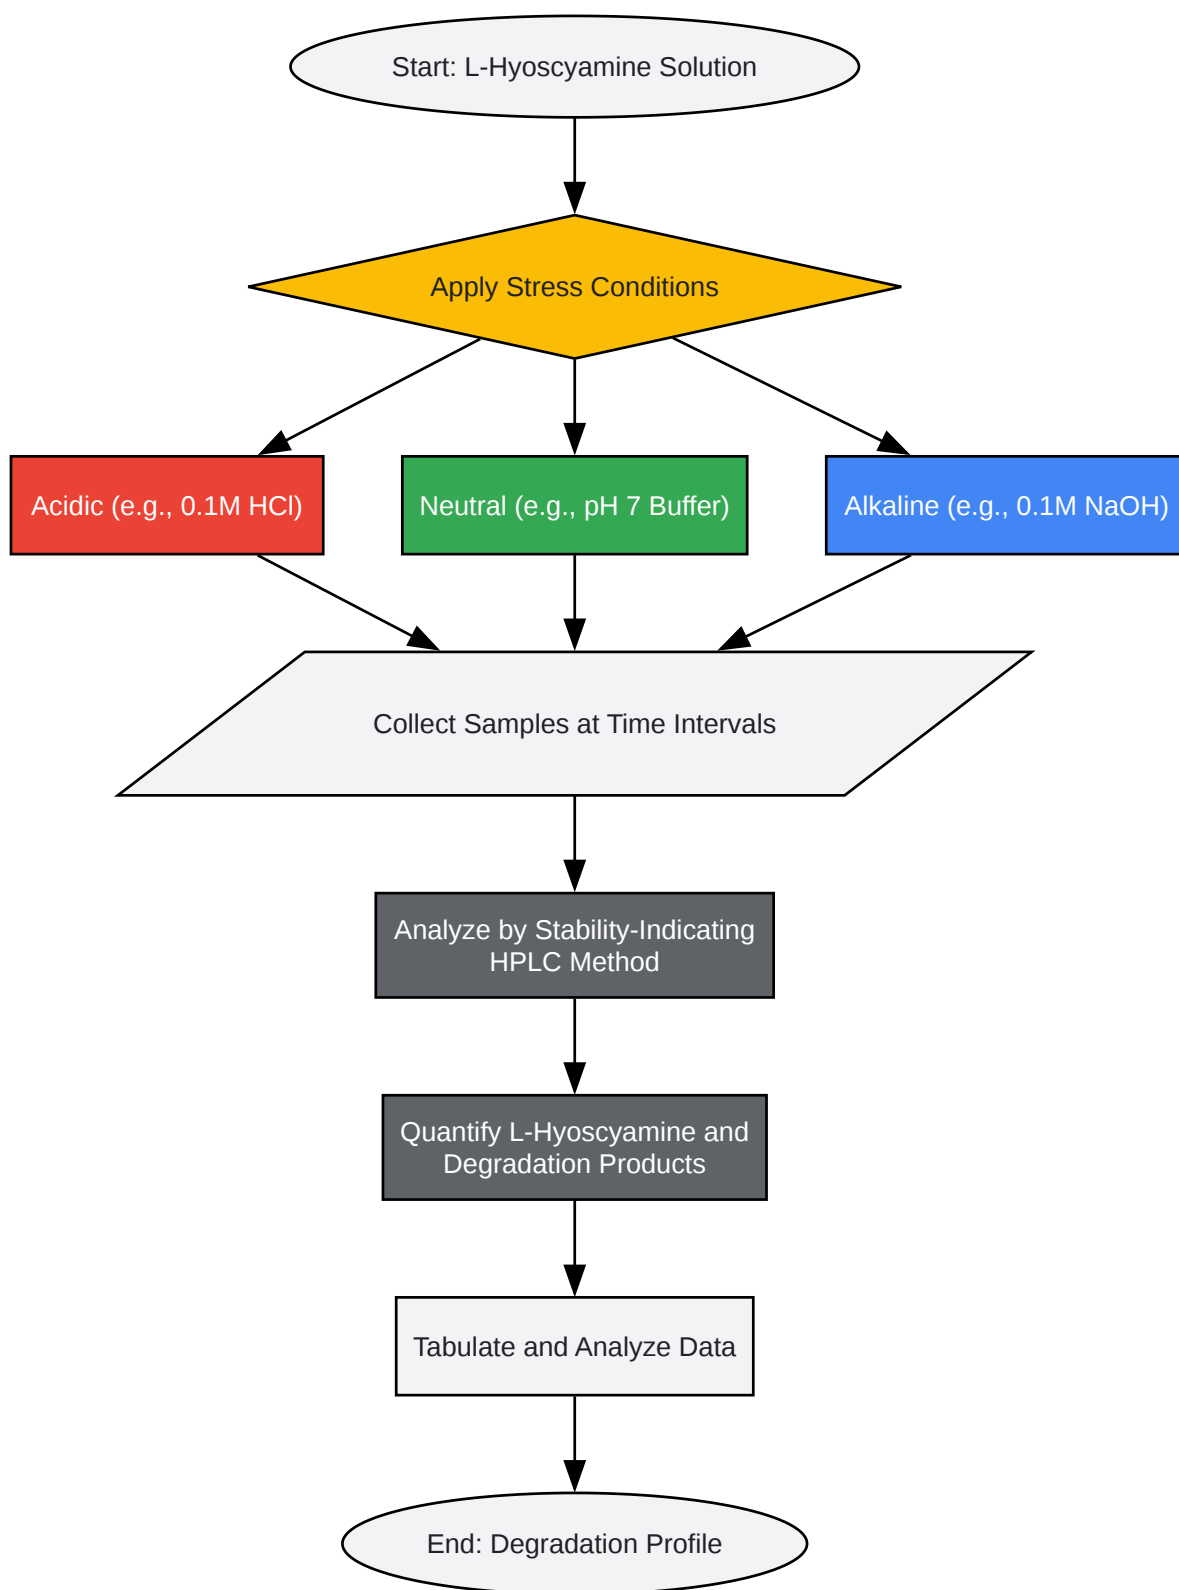 Start: L-Hyoscyamine Solution
Apply Stress Conditions
Acidic (e.g., 0.1M HCl)
Neutral (e.g., pH 7 Buffer)
Alkaline (e.g., 0.1M NaOH)
Collect Samples at Time Intervals
Analyze by Stability-Indicating
HPLC Method
Quantify L-Hyoscyamine and
Degradation Products
Tabulate and Analyze Data
End: Degradation Profile